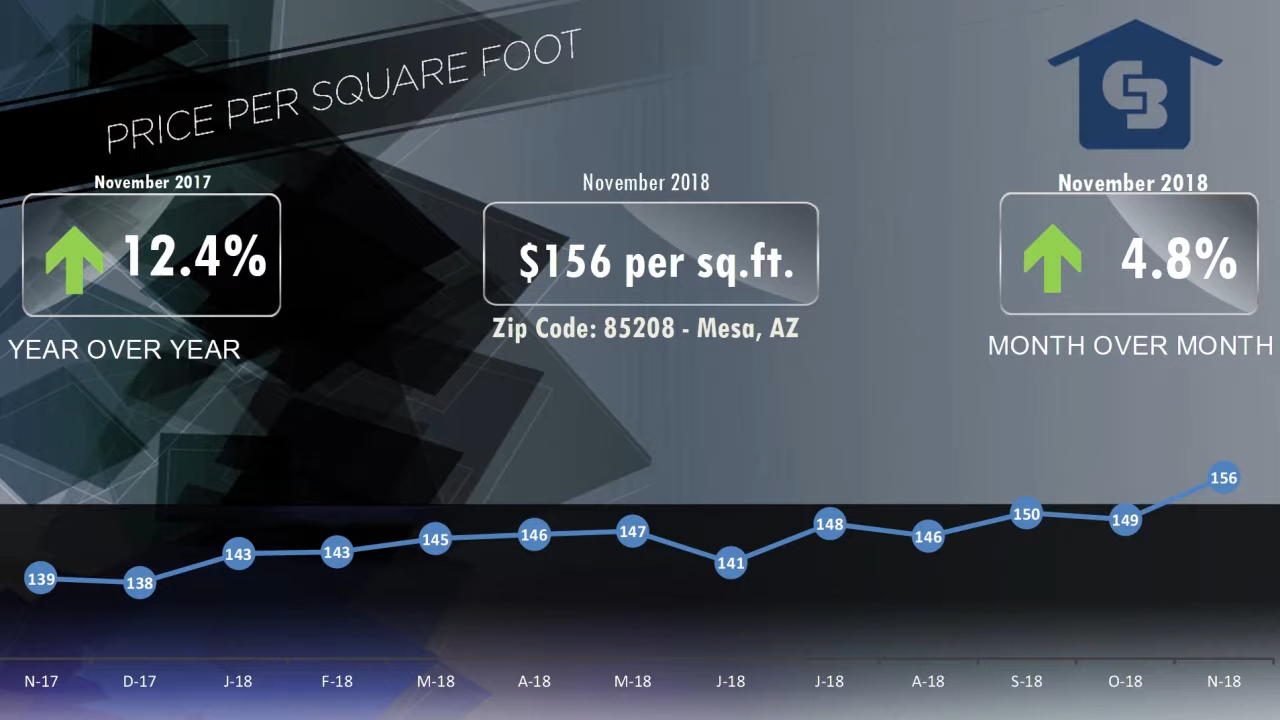 PRICE PER SQUARE FOOT
CB
November 2017
12.4%
YEAR OVER YEAR
November 2018
$156 per sq.ft.
Zip Code: 85208 - Mesa, AZ
November 2018
4.8%
MONTH OVER MONTH
139 138 143 143 145 146 147 141 148 146 150 149 156
N-17 D-17 J-18 F-18 M-18 A-18 M-18 J-18 J-18 A-18 S-18 O-18 N-18